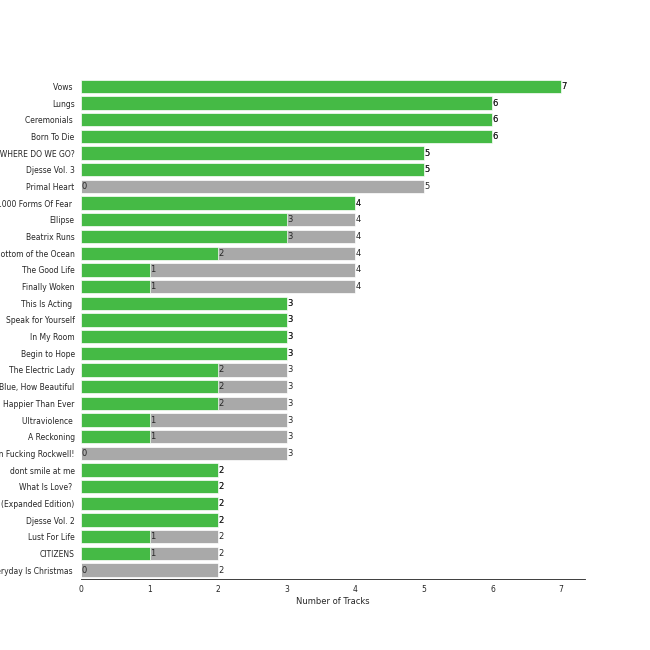 Vows 7
Lungs 6
Ceremonials 6
Born To Die 6
WHERE DO WE GO? 5
Djesse Vol. 3 5
Primal Heart 0 5
000 Forms Of Fear 4
Ellipse 3 4
Beatrix Runs 3 4
ottom of the Ocean 2 4
The Good Life 1 4
Finally Woken 1 4
This Is Acting 3
Speak for Yourself 3
In My Room 3
Begin to Hope 3
The Electric Lady 2 3
Blue, How Beautiful 2 3
Happier Than Ever 2 3
Ultraviolence 1 3
A Reckoning 1 3
n Fucking Rockwell! 0 3
dont smile at me 2
What Is Love? 2
(Expanded Edition) 2
Djesse Vol. 2 2
Lust For Life 1 2
CITIZENS 1 2
ryday Is Christmas 0 2
0 1 2 3 4 5 6 7
Number of Tracks